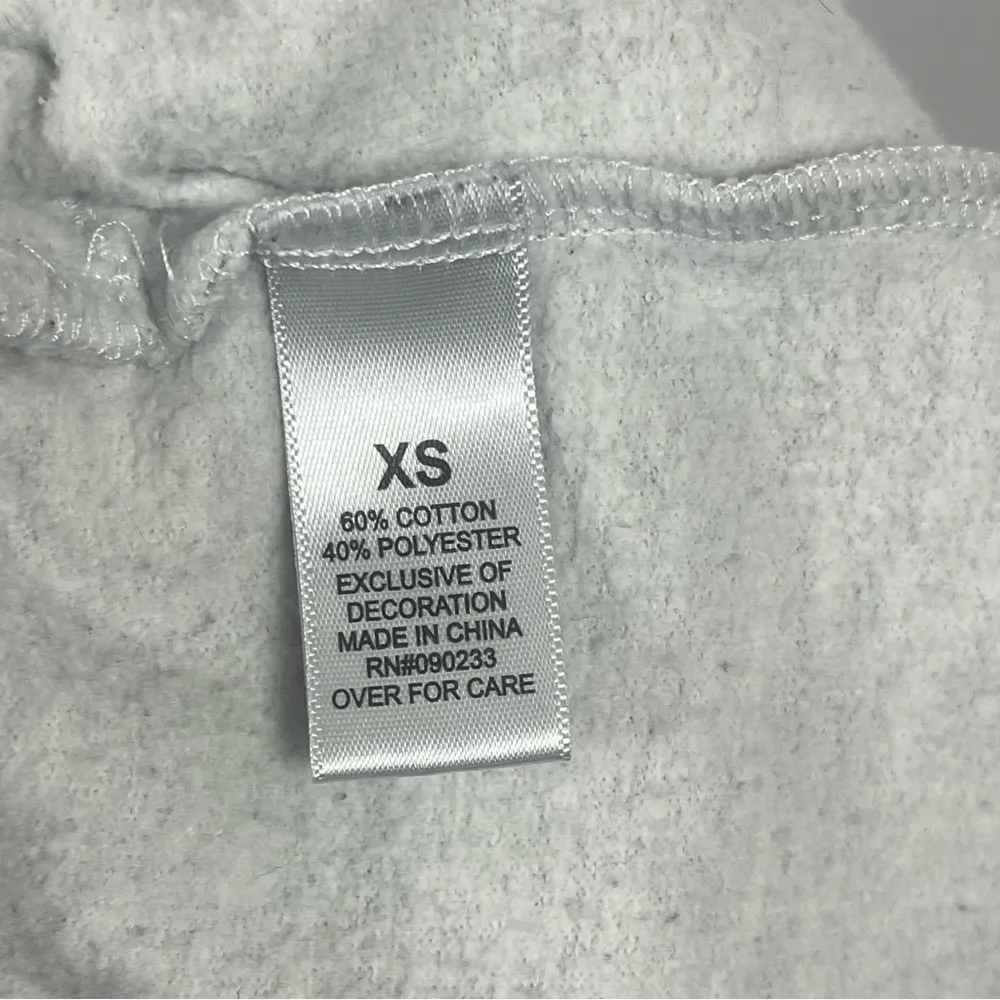 XS
60% COTTON
40% POLYESTER
EXCLUSIVE OF
DECORATION
MADE IN CHINA
RN#090233
OVER FOR CARE